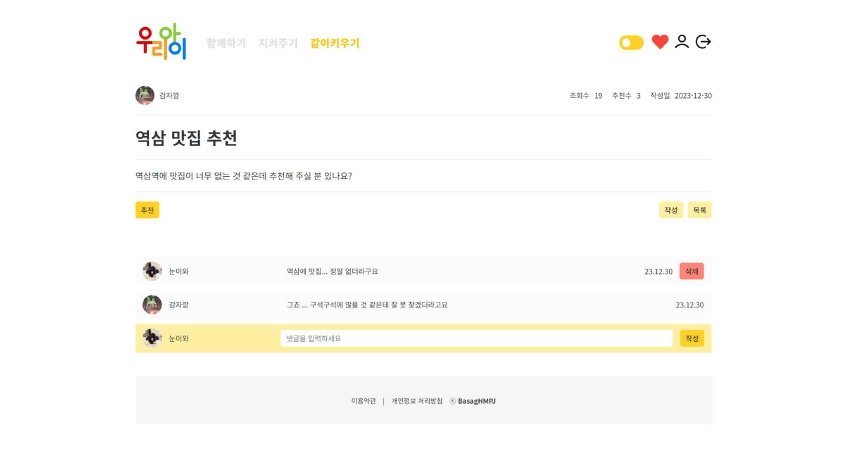 우와
리이
함께하기 지켜주기 같이키우기
감자깡 조회수 19 추천수 3 작성일 2023-12-30
역삼 맛집 추천
역삼역에 맛집이 너무 없는 것 같은데 추천해 주실 분 있나요?
추천 작성 목록
눈이와 역삼에 맛집... 정말 없더라구요 23.12.30 삭제
감자깡 그죠 ... 구석구석에 많을 것 같은데 잘 못 찾겠더라고요 23.12.30
눈이와 댓글을 입력하세요 작성
이용약관 | 개인정보 처리방침 ⓒ BasagHMPJ